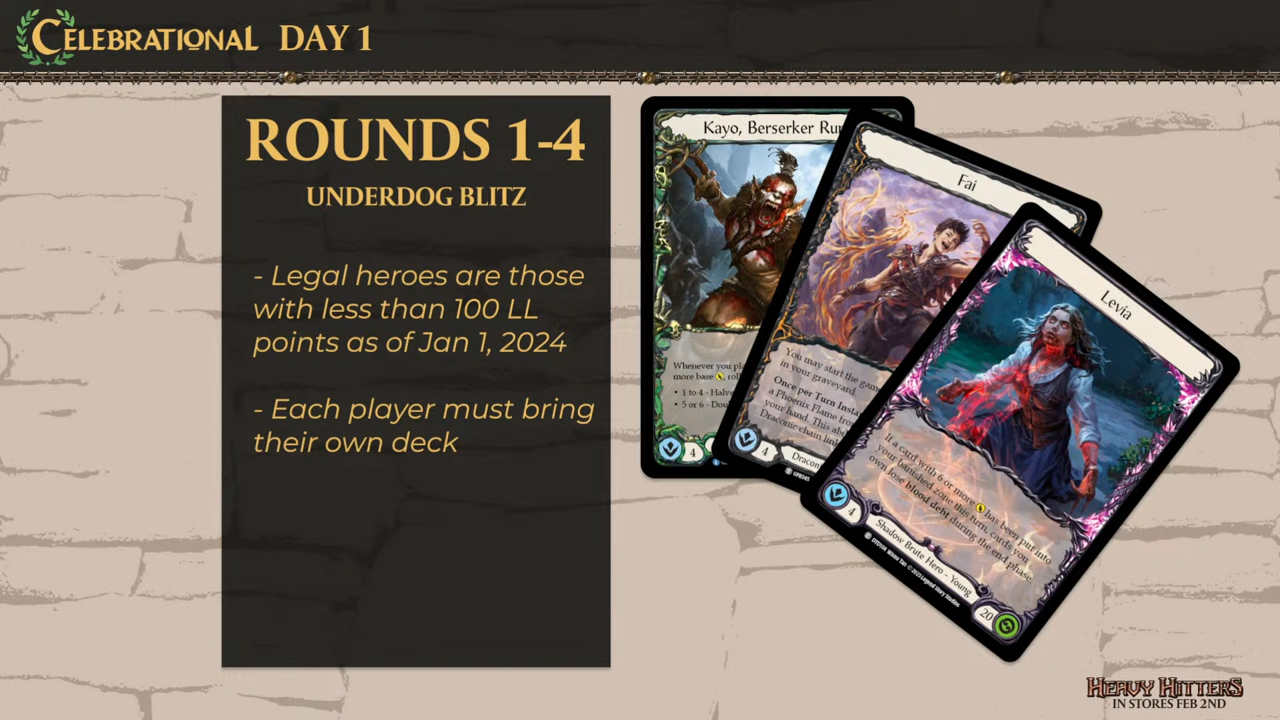 CELEBRATIONAL DAY 1
ROUNDS 1-4
UNDERDOG BLITZ
- Legal heroes are those
with less than 100 LL
points as of Jan 1, 2024
- Each player must bring
their own deck
Kayo, Berserker Ru
Whenever you pl
more base
, rol
• 1 to 4 - Halv
• 5 or 6 - Dou
4
Fai
You may start the gam
in your graveyard.
Once per Turn Insta
a Phoenix Flame fro
your hand. This abi
Draconic chain link
4
Dracon
Levia
If a card with 6 or more
has been put into
your banished zone this turn, cards you
own lose blood debt during the end phase.
4
Shadow Brute Hero - Young
20
HEAVY HITTERS
IN STORES FEB 2ND